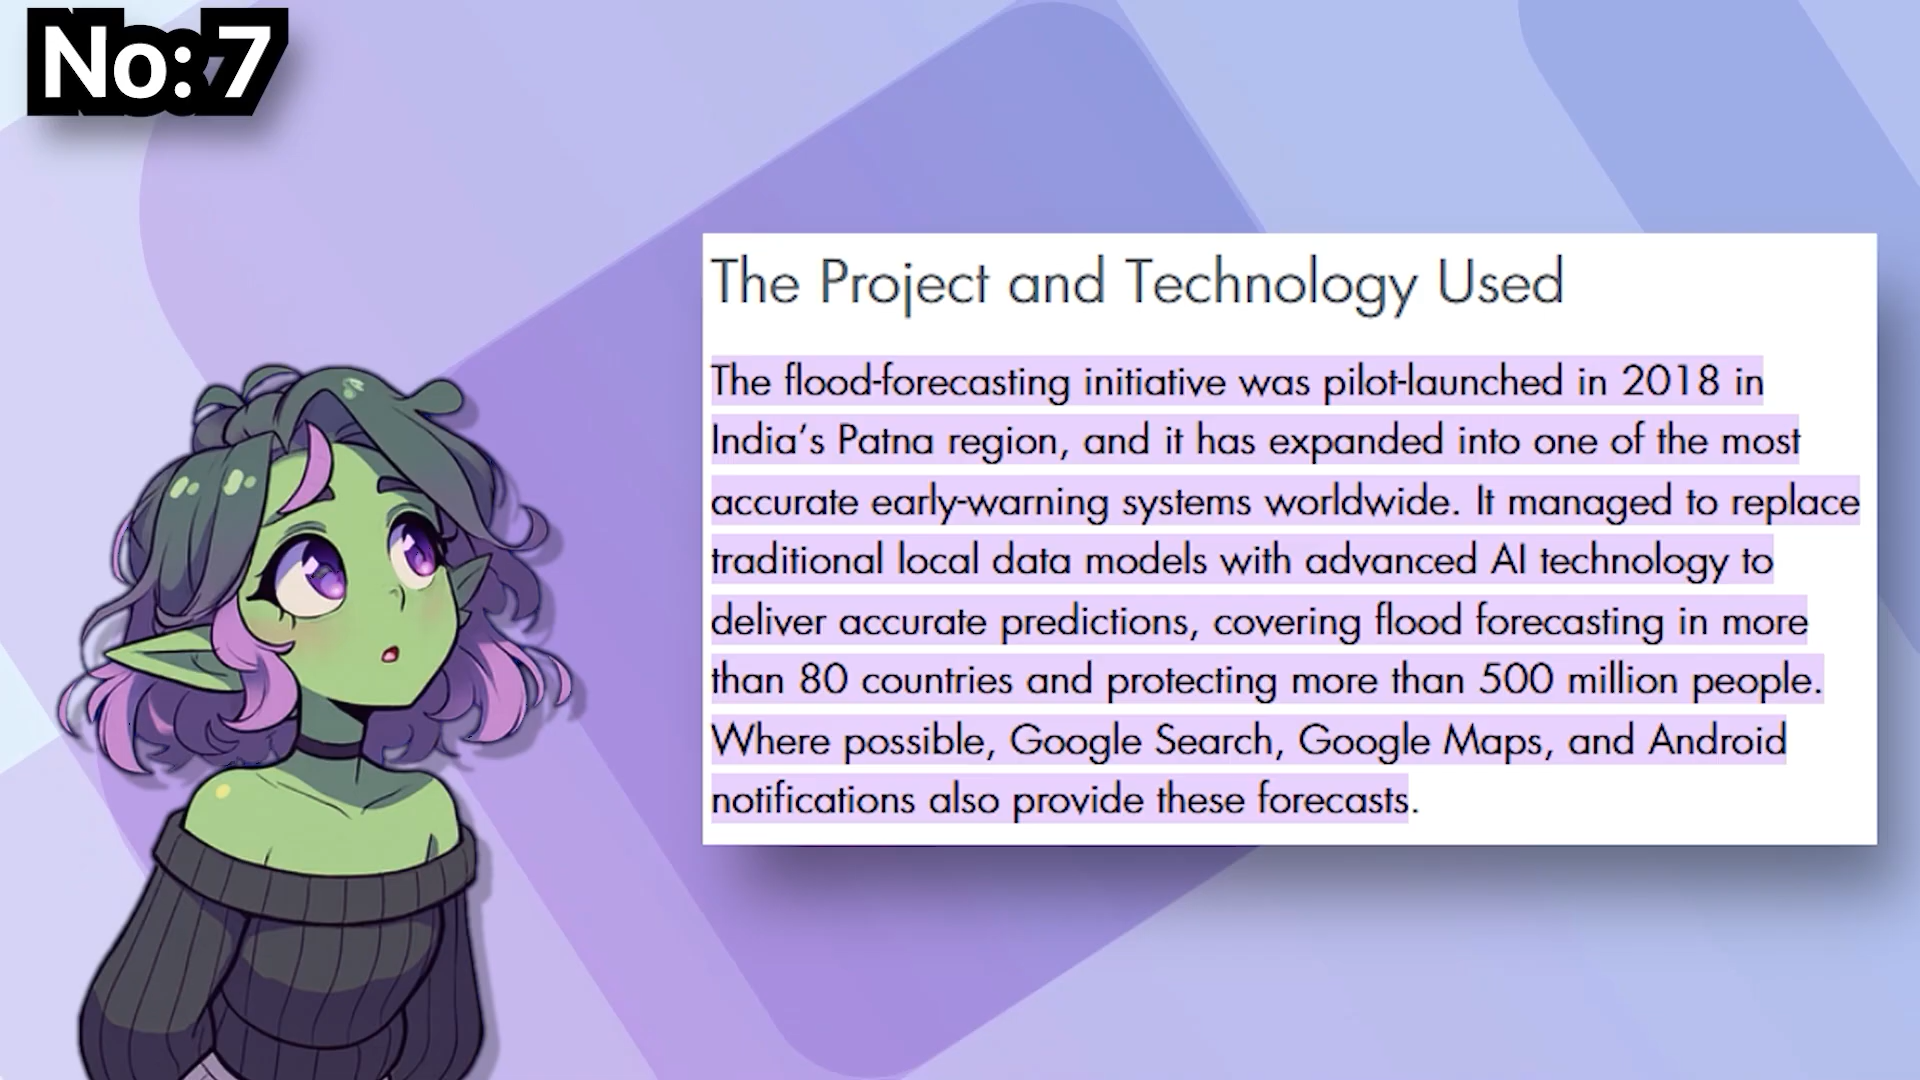 No: 7
The Project and Technology Used
The flood-forecasting initiative was pilot-launched in 2018 in
India’s Patna region, and it has expanded into one of the most
accurate early-warning systems worldwide. It managed to replace
traditional local data models with advanced AI technology to
deliver accurate predictions, covering flood forecasting in more
than 80 countries and protecting more than 500 million people.
Where possible, Google Search, Google Maps, and Android
notifications also provide these forecasts.